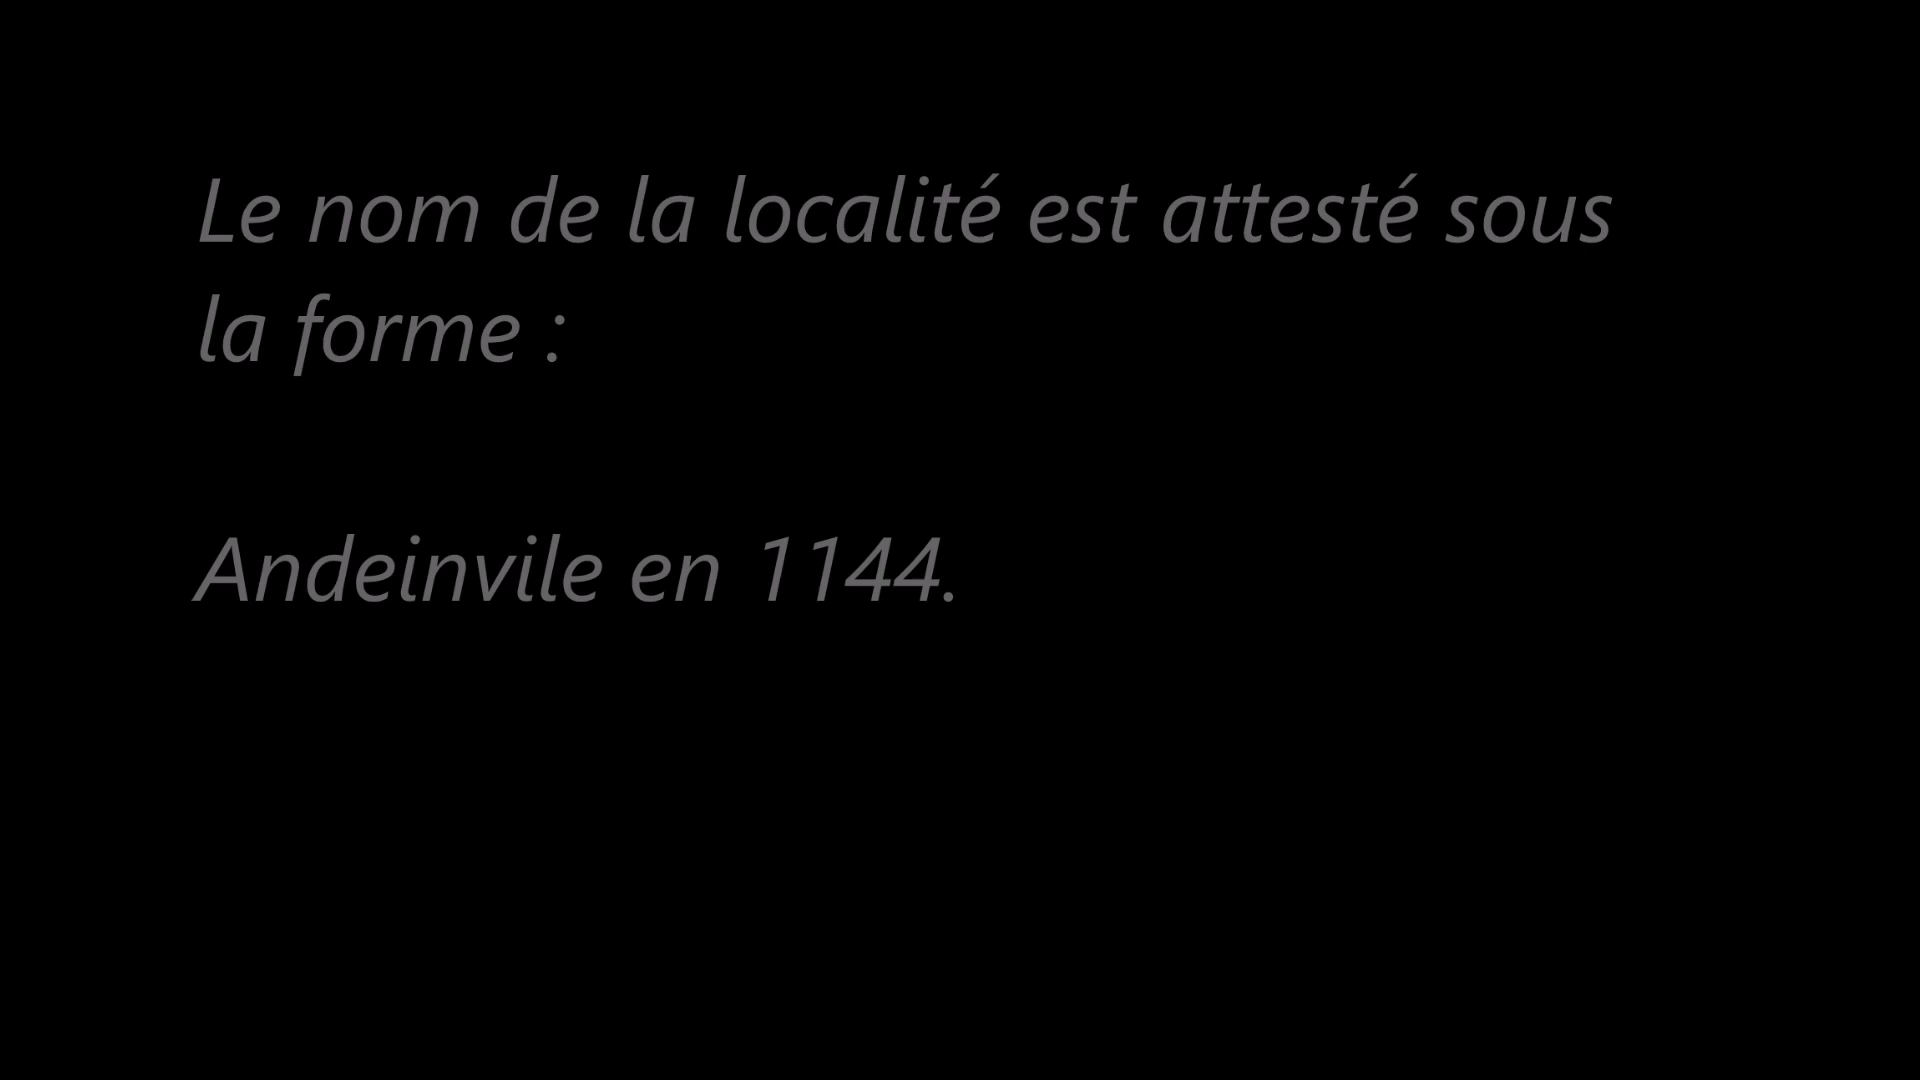 Le nom de la localité est attesté sous
la forme :
Andeinvile en 1144.